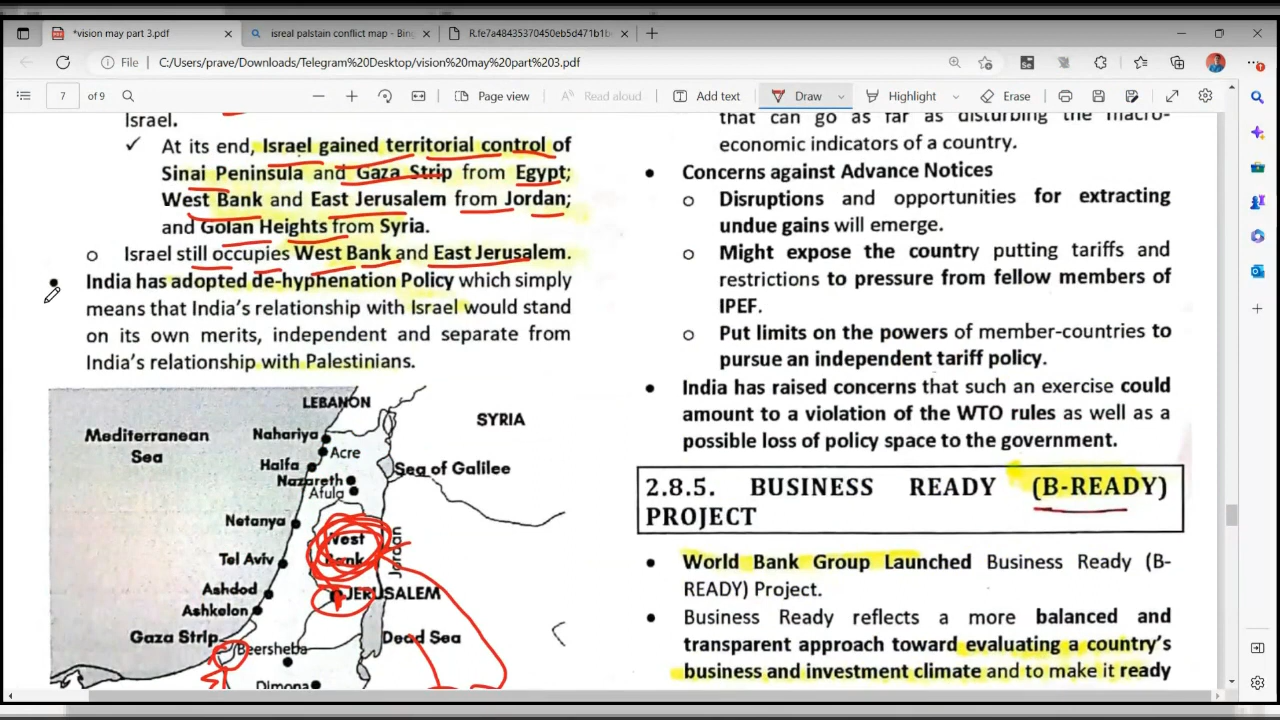 *vision may part 3.pdf
isreal palstain conflict map - Bing
R.fe7a48435370450eb5d471b1b
File
C:/Users/prave/Downloads/Telegram%20Desktop/vision%20may%20part%203.pdf
7 of 9
Page view
Read aloud
Add text
Draw
Highlight
Erase
Israel.
✓ At its end, Israel gained territorial control of
Sinai Peninsula and Gaza Strip from Egypt;
West Bank and East Jerusalem from Jordan;
and Golan Heights from Syria.
o Israel still occupies West Bank and East Jerusalem.
• India has adopted de-hyphenation Policy which simply
means that India's relationship with Israel would stand
on its own merits, independent and separate from
India's relationship with Palestinians.
LEBANON
SYRIA
Mediterranean
Sea
Nahariya
Acre
Haifa
Sea of Galilee
Nazareth
Afula
Netanya
West
Bank
Jordan
Tel Aviv
Ashdod
JERUSALEM
Ashkelon
Gaza Strip
Beersheba
Dead Sea
Dimona
that can go as far as disturbing the macro-
economic indicators of a country.
• Concerns against Advance Notices
o Disruptions and opportunities for extracting
undue gains will emerge.
o Might expose the country putting tariffs and
restrictions to pressure from fellow members of
IPEF.
o Put limits on the powers of member-countries to
pursue an independent tariff policy.
• India has raised concerns that such an exercise could
amount to a violation of the WTO rules as well as a
possible loss of policy space to the government.
2.8.5. BUSINESS READY (B-READY)
PROJECT
• World Bank Group Launched Business Ready (B-
READY) Project.
• Business Ready reflects a more balanced and
transparent approach toward evaluating a country's
business and investment climate and to make it ready